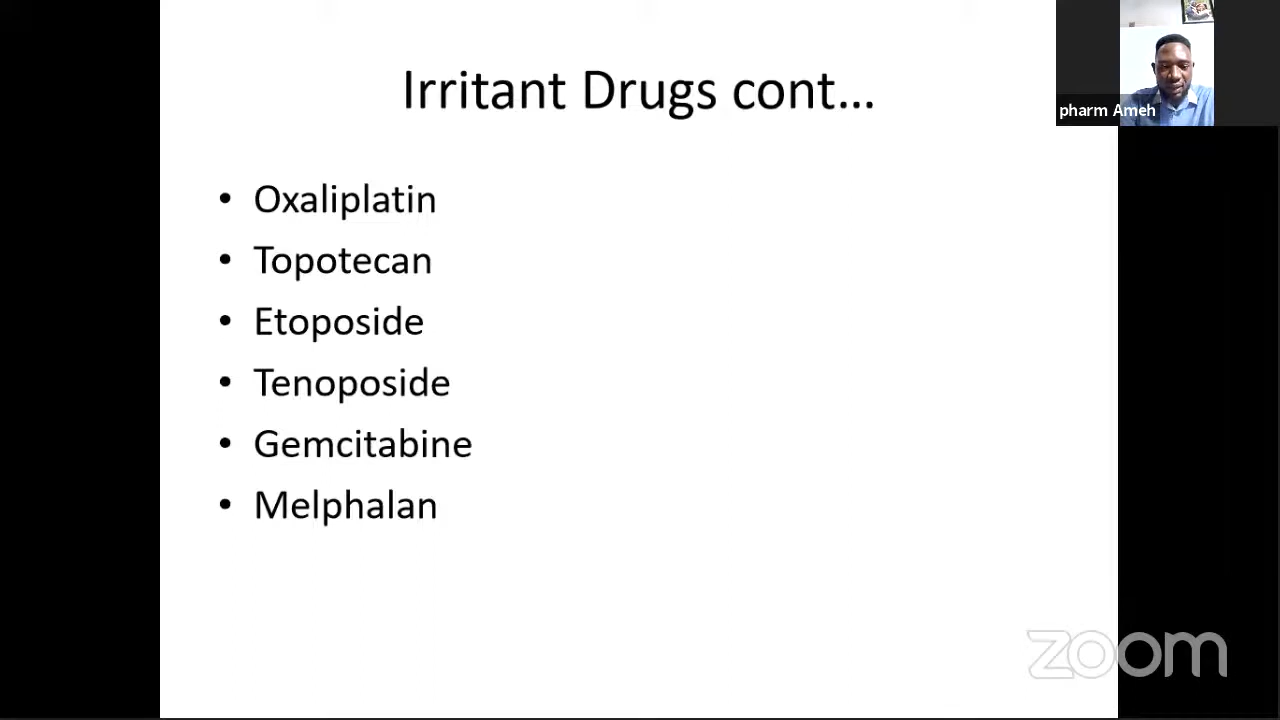 Irritant Drugs cont...
pharm Ameh
• Oxaliplatin
• Topotecan
• Etoposide
• Tenoposide
• Gemcitabine
• Melphalan
zoom